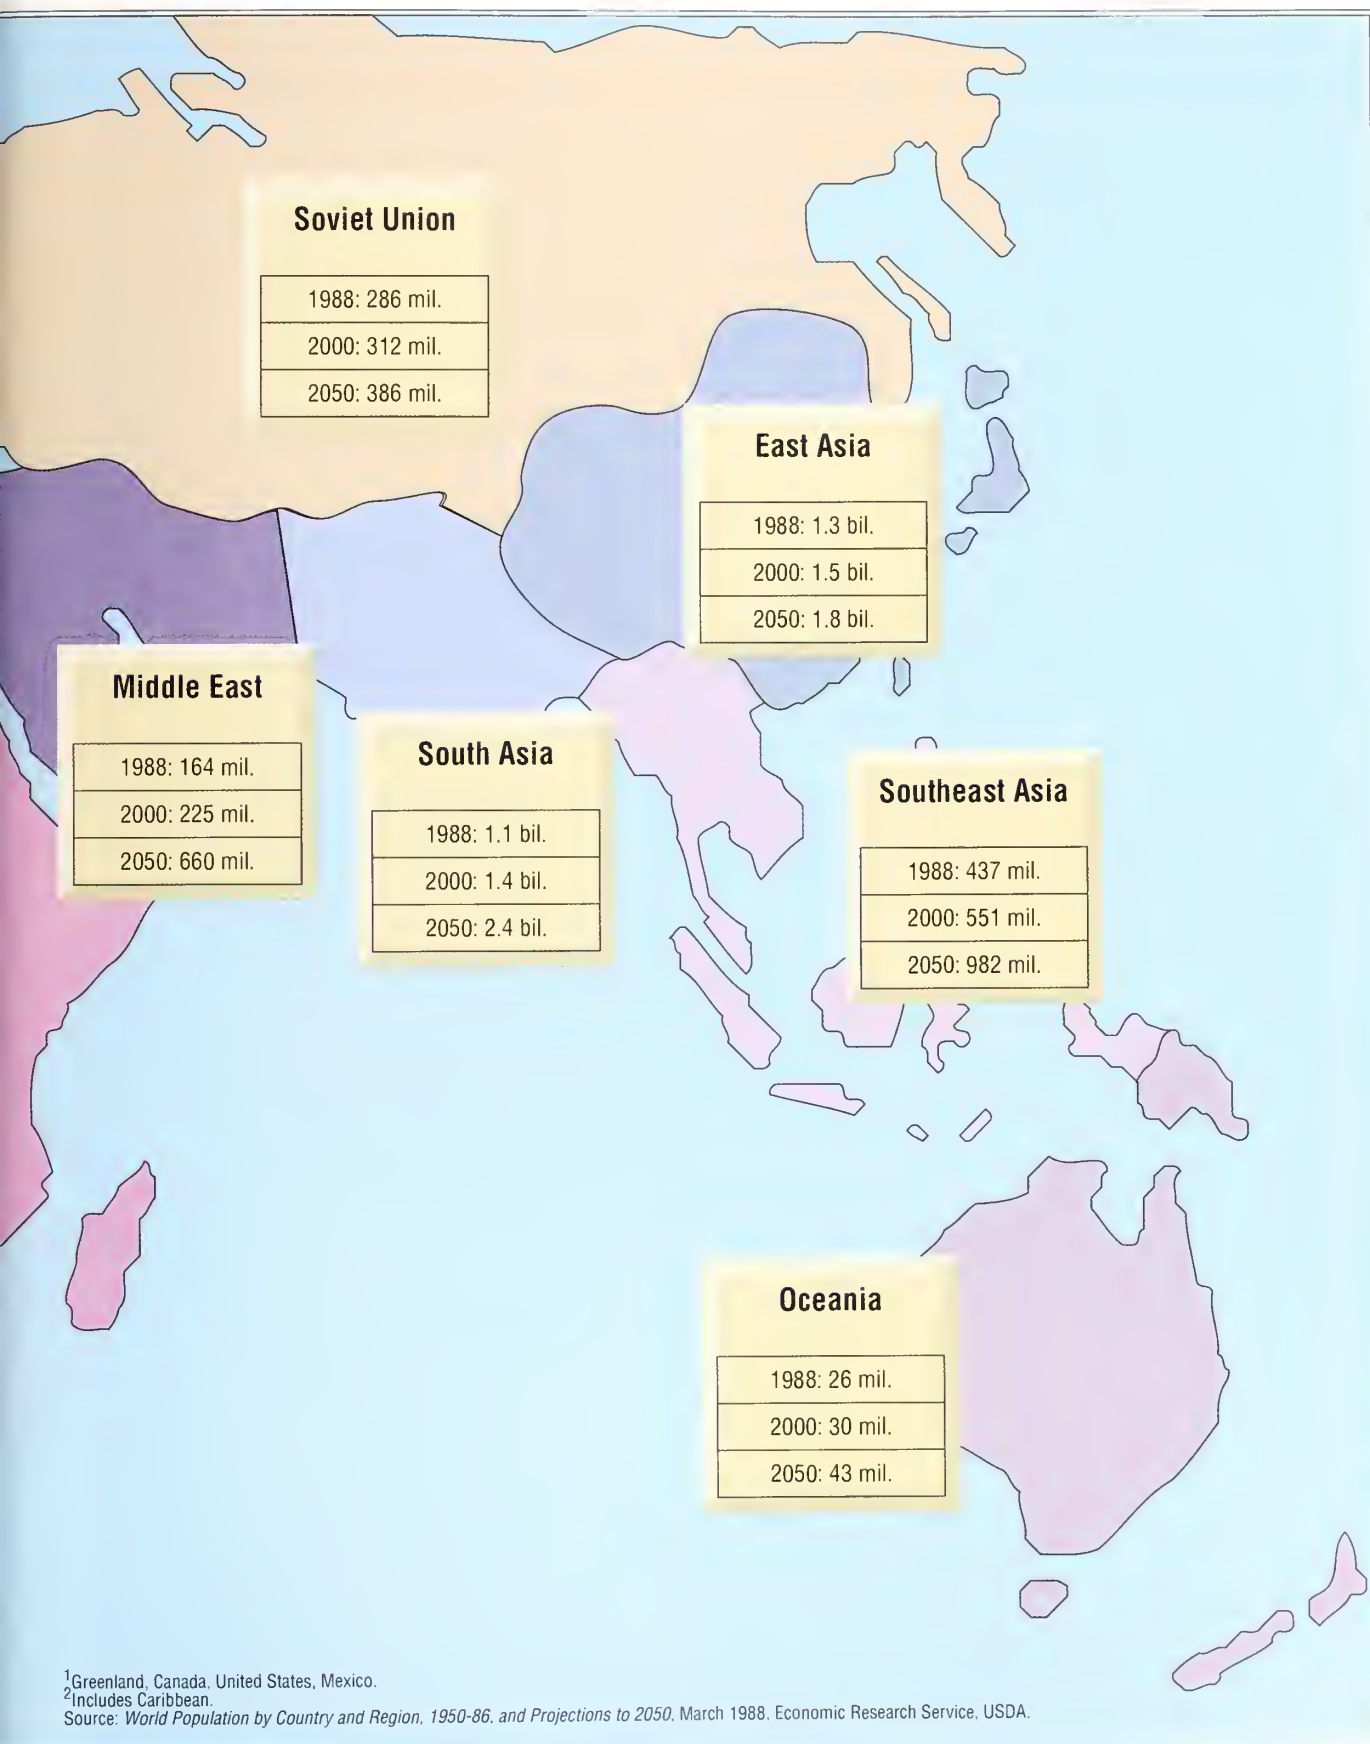 Soviet Union
1988: 286 mil.
2000: 312 mil.
2050: 386 mil.
East Asia
1988: 1.3 bil.
2000: 1.5 bil.
2050: 1.8 bil.
Middle East
1988: 164 mil.
2000: 225 mil.
2050: 660 mil.
South Asia
1988: 1.1 bil.
2000: 1.4 bil.
2050: 2.4 bil.
Southeast Asia
1988: 437 mil.
2000: 551 mil.
2050: 982 mil.
Oceania
1988: 26 mil.
2000: 30 mil.
2050: 43 mil.
1Greenland, Canada, United States, Mexico.
2Includes Caribbean.
Source: World Population by Country and Region, 1950-86, and Projections to 2050, March 1988, Economic Research Service, USDA.